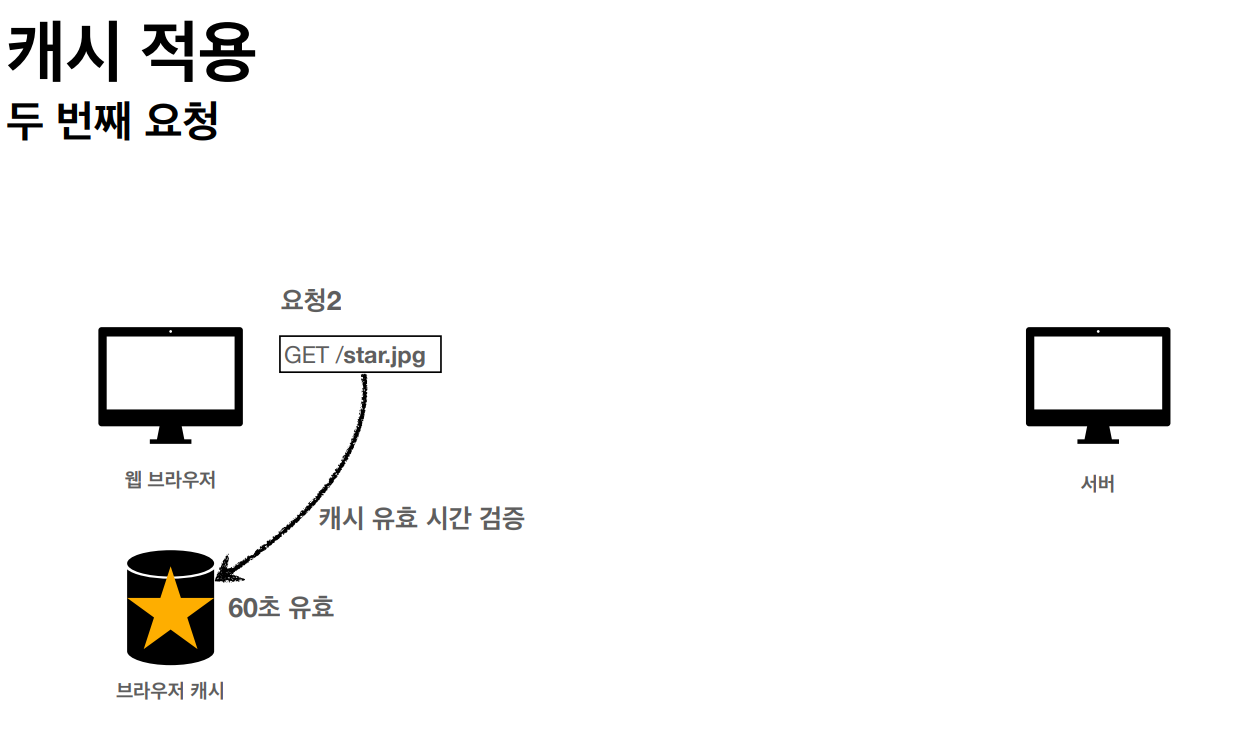 캐시 적용
두 번째 요청
요청2
GET /star.jpg
웹 브라우저
서버
캐시 유효 시간 검증
60초 유효
브라우저 캐시